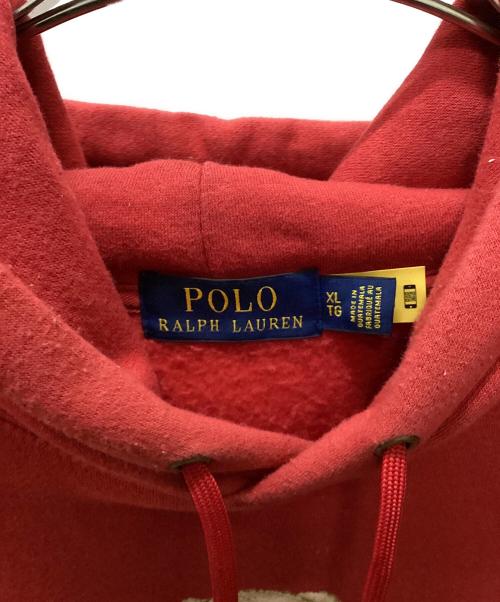 POLO
RALPH LAUREN
XL
TG
MADE IN
GUATEMALA
FABRIQUÉ AU
GUATEMALA